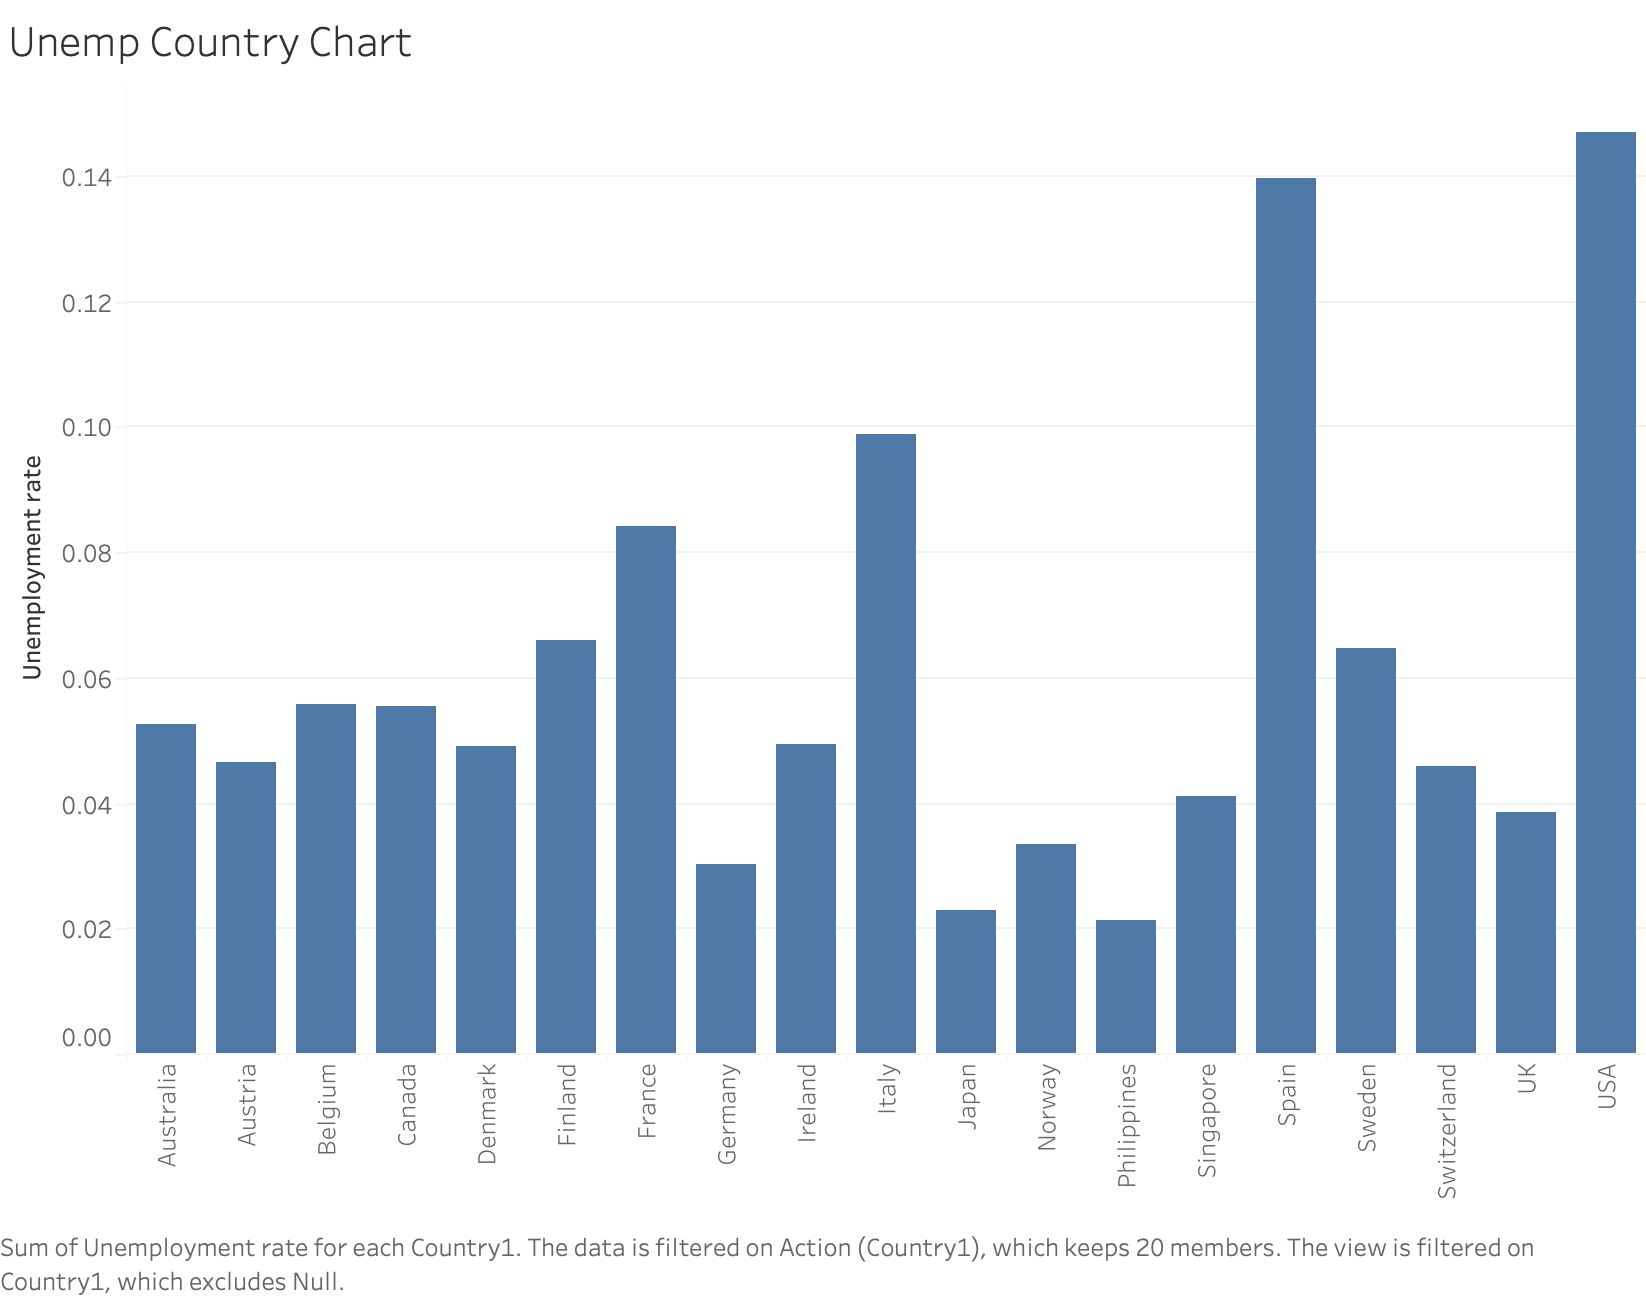 Unemp Country Chart
0.14
0.12
0.10
0.08
0.06
0.04
0.02
0.00
Unemployment rate
Australia
Austria
Belgium
Canada
Denmark
Finland
France
Germany
Ireland
Italy
Japan
Norway
Philippines
Singapore
Spain
Sweden
Switzerland
UK
USA
Sum of Unemployment rate for each Country1. The data is filtered on Action (Country1), which keeps 20 members. The view is filtered on
Country1, which excludes Null.